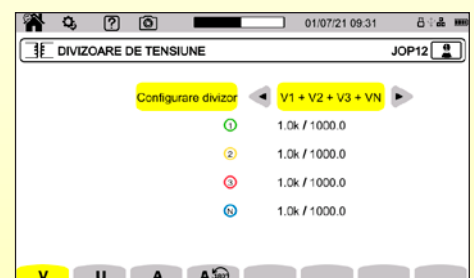 01/07/21 09:31
DIVIZOARE DE TENSIUNE JOP12
Configurare divizor V1 + V2 + V3 + VN
1 1.0k / 1000.0
2 1.0k / 1000.0
3 1.0k / 1000.0
N 1.0k / 1000.0
V U A